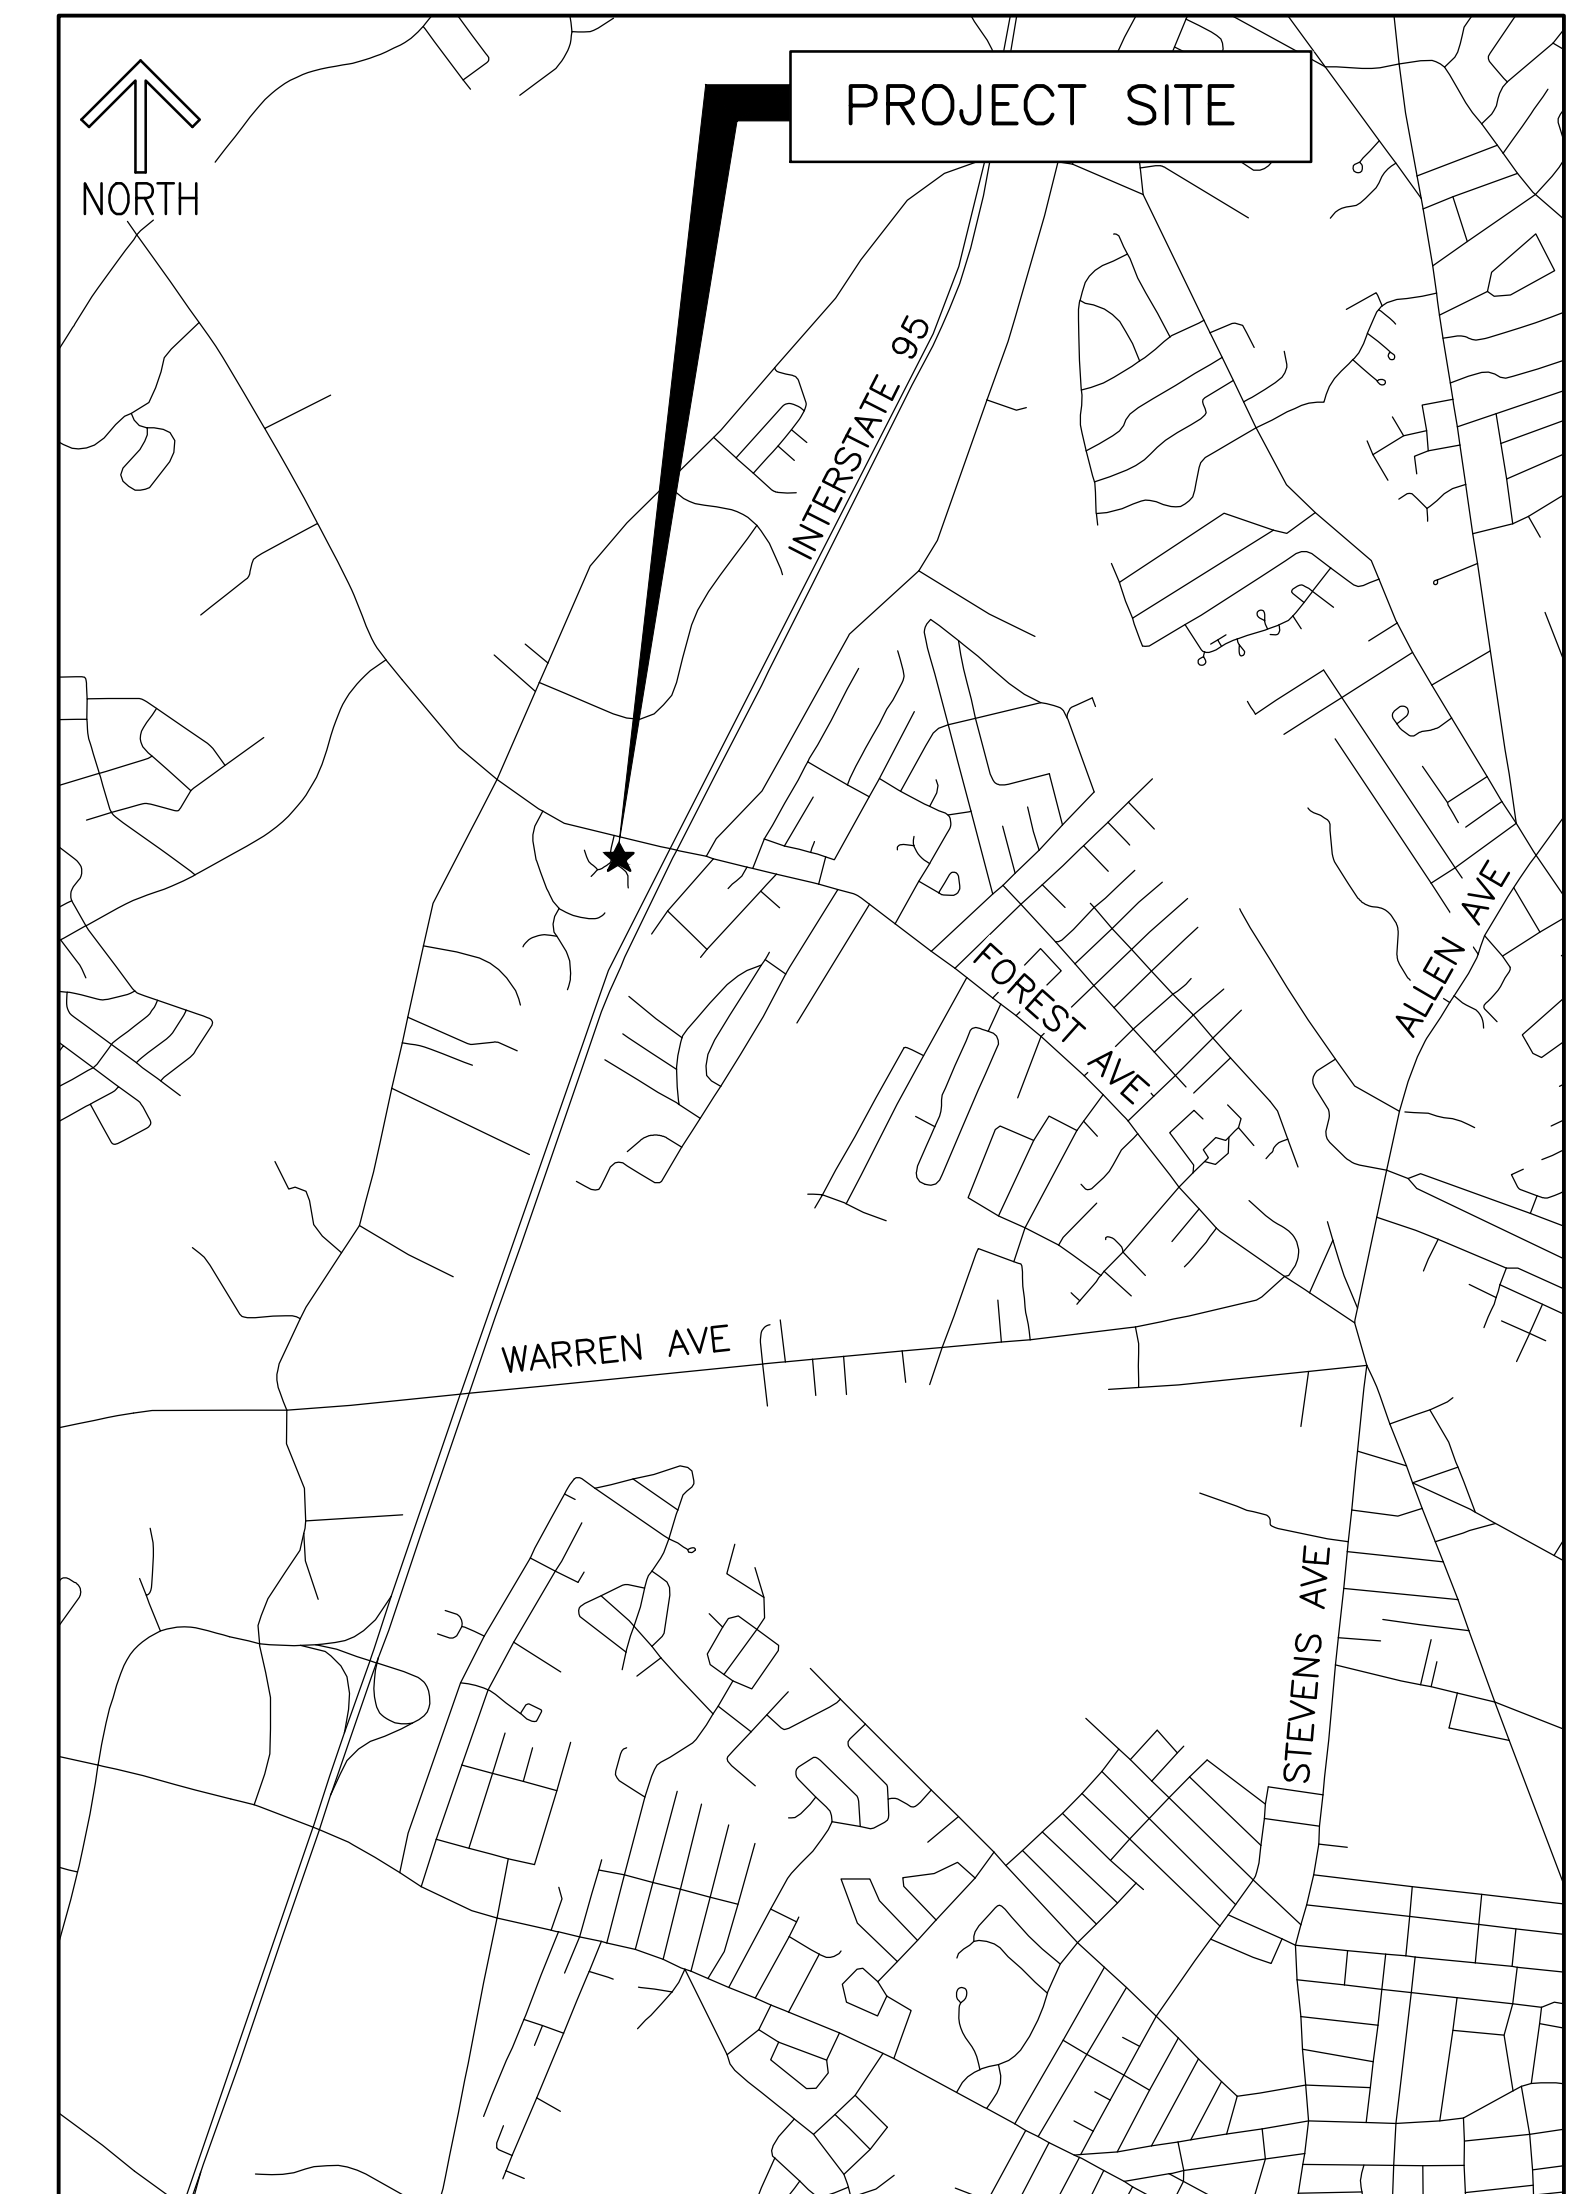 PROJECT SITE
NORTH
INTERSTATE 95
ALLEN AVE
FOREST AVE
WARREN AVE
STEVENS AVE